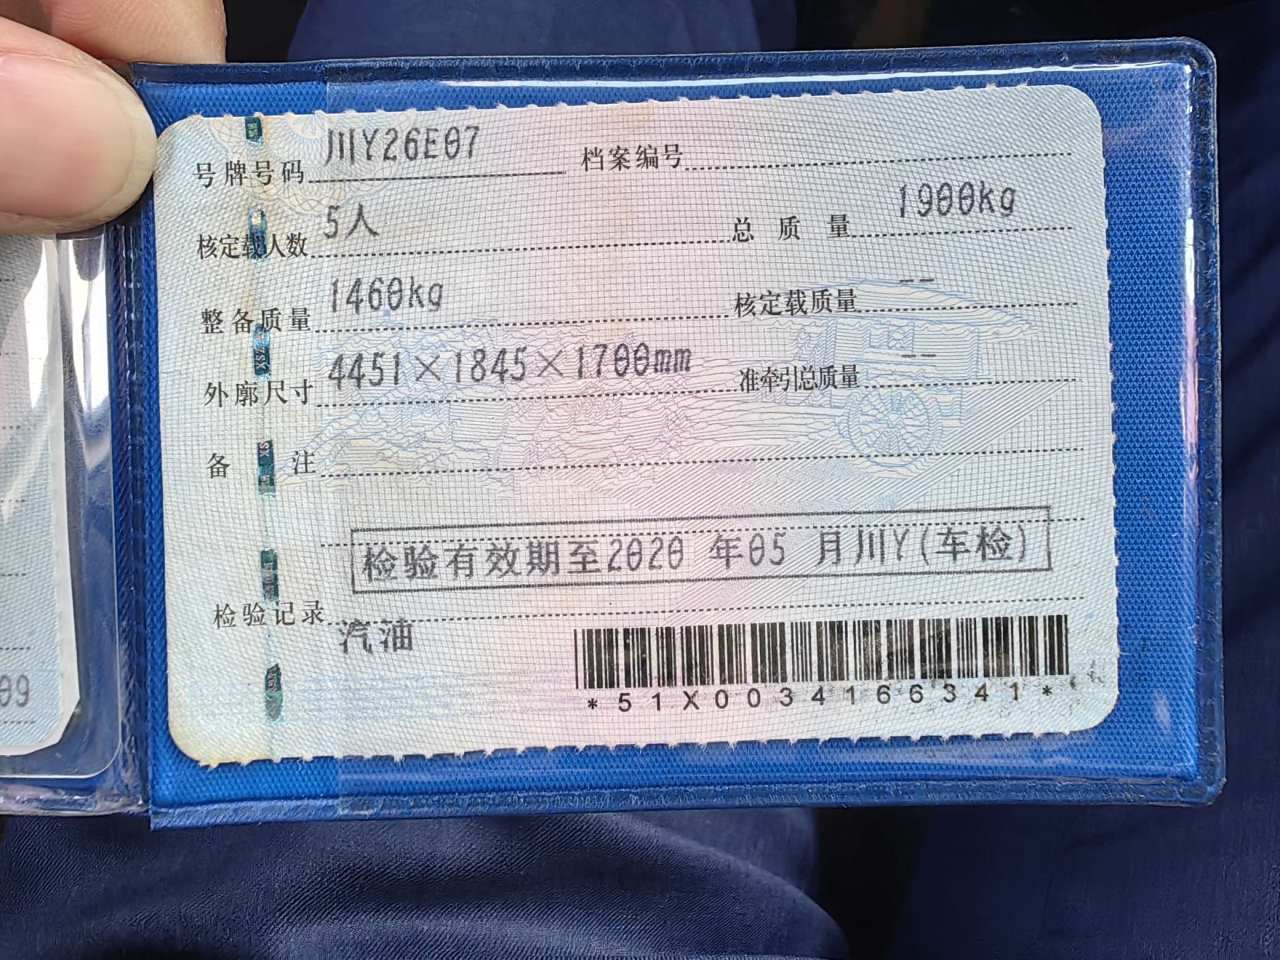 号牌号码 川Y26E07 档案编号
核定载人数 5人 总质量 1900kg
整备质量 1460kg 核定载质量 --
外廓尺寸 4451×1845×1700mm 准牵引总质量 --
备注
检验有效期至2020 年05 月川Y(车检)
检验记录
汽油
*51X0034166341*
09